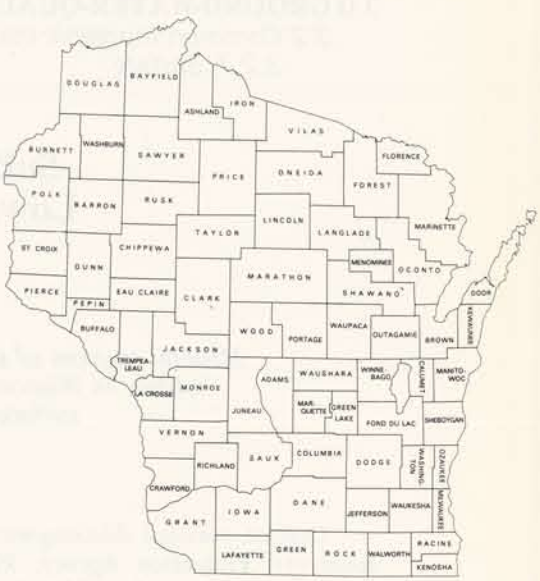 DOUGLAS
BAYFIELD
ASHLAND
IRON
VILAS
BURNETT
WASHBURN
SAWYER
PRICE
ONEIDA
FOREST
FLORENCE
POLK
BARRON
RUSK
TAYLOR
LINCOLN
LANGLADE
MARINETTE
ST CROIX
DUNN
CHIPPEWA
MARATHON
MENOMINEE
OCONTO
SHAWANO
DOOR
PIERCE
PEPIN
EAU CLAIRE
CLARK
BUFFALO
TREMPEA-
LEAU
JACKSON
WOOD
PORTAGE
WAUPACA
OUTAGAMIE
BROWN
KEWAUNEE
LA CROSSE
MONROE
JUNEAU
ADAMS
WAUSHARA
WINNE-
BAGO
CALUMET
MANITO-
WOC
MAR-
QUETTE
GREEN
LAKE
FOND DU LAC
SHEBOYGAN
VERNON
RICHLAND
SAUK
COLUMBIA
DODGE
WASHING-
TON
OZAUKEE
CRAWFORD
GRANT
IOWA
DANE
JEFFERSON
WAUKESHA
MILWAUKEE
LAFAYETTE
GREEN
ROCK
WALWORTH
RACINE
KENOSHA